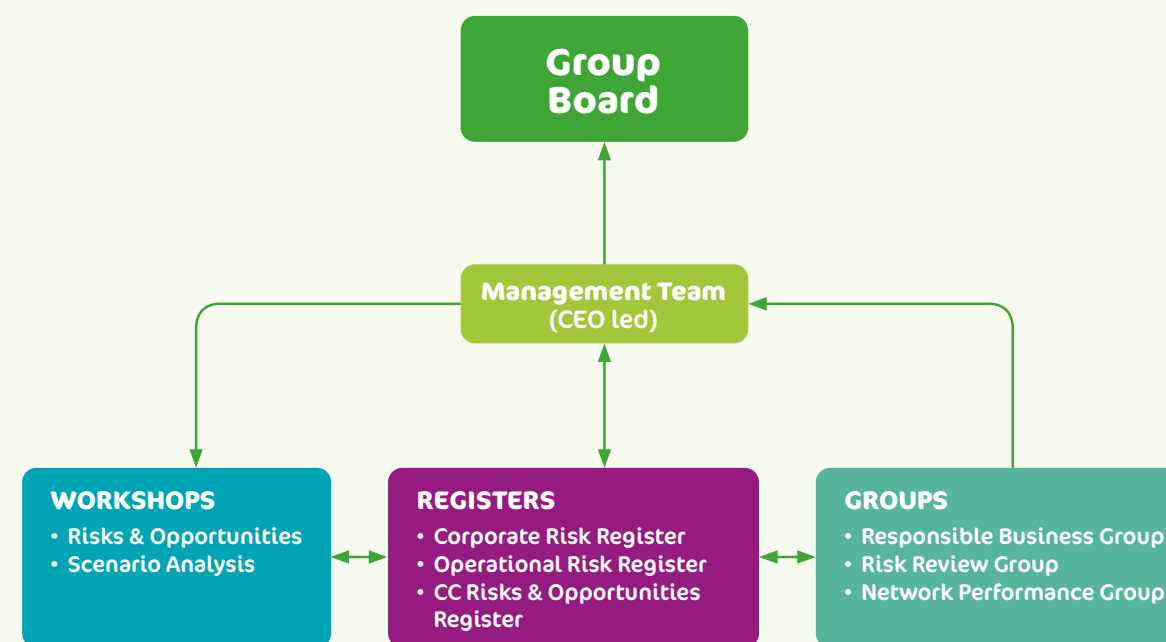 Group
Board
Management Team
(CEO led)
WORKSHOPS
• Risks & Opportunities
• Scenario Analysis
REGISTERS
• Corporate Risk Register
• Operational Risk Register
• CC Risks & Opportunities
Register
GROUPS
• Responsible Business Group
• Risk Review Group
• Network Performance Group